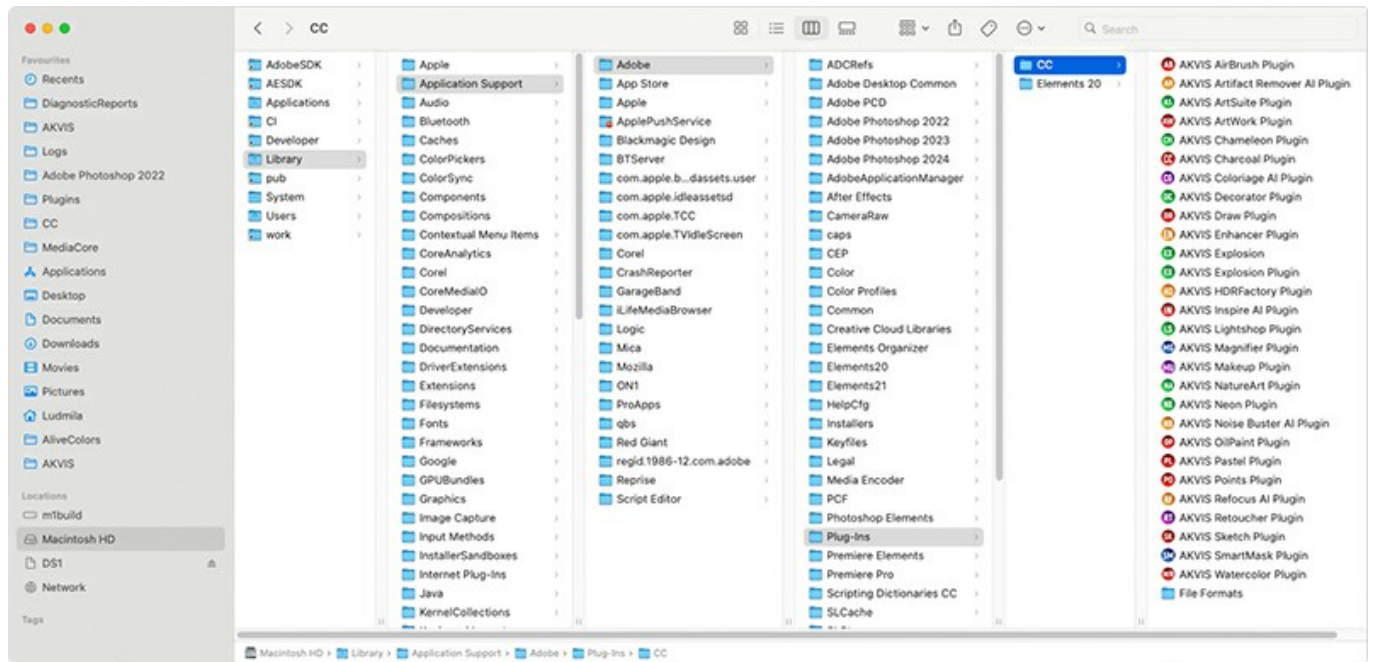 CC
Search
Favourites
Recents
DiagnosticReports
AKVIS
Logs
Adobe Photoshop 2022
Plugins
CC
MediaCore
Applications
Desktop
Documents
Downloads
Movies
Pictures
Ludmila
AliveColors
AKVIS
Locations
m1build
Macintosh HD
DS1
Network
Tags
AdobeSDK
AESDK
Applications
CI
Developer
Library
pub
System
Users
work
Apple
Application Support
Audio
Bluetooth
Caches
ColorPickers
ColorSync
Components
Compositions
Contextual Menu Items
CoreAnalytics
Corel
CoreMediaIO
Developer
DirectoryServices
Documentation
DriverExtensions
Extensions
Filesystems
Fonts
Frameworks
Google
GPUBundles
Graphics
Image Capture
Input Methods
InstallerSandboxes
Internet Plug-Ins
Java
KernelCollections
Adobe
App Store
Apple
ApplePushService
Blackmagic Design
BTServer
com.apple.b...dassets.user
com.apple.idleassetsd
com.apple.TCC
com.apple.TVIdleScreen
Corel
CrashReporter
GarageBand
iLifeMediaBrowser
Logic
Mica
Mozilla
ON1
ProApps
qbs
Red Giant
regid.1986-12.com.adobe
Reprise
Script Editor
ADCRefs
Adobe Desktop Common
Adobe PCD
Adobe Photoshop 2022
Adobe Photoshop 2023
Adobe Photoshop 2024
AdobeApplicationManager
After Effects
CameraRaw
caps
CEP
Color
Color Profiles
Common
Creative Cloud Libraries
Elements Organizer
Elements20
Elements21
HelpCfg
Installers
Keyfiles
Legal
Media Encoder
PCF
Photoshop Elements
Plug-Ins
Premiere Elements
Premiere Pro
Scripting Dictionaries CC
SLCache
CC
Elements 20
AKVIS AirBrush Plugin
AKVIS Artifact Remover AI Plugin
AKVIS ArtSuite Plugin
AKVIS ArtWork Plugin
AKVIS Chameleon Plugin
AKVIS Charcoal Plugin
AKVIS Coloriage AI Plugin
AKVIS Decorator Plugin
AKVIS Draw Plugin
AKVIS Enhancer Plugin
AKVIS Explosion
AKVIS Explosion Plugin
AKVIS HDRFactory Plugin
AKVIS Inspire AI Plugin
AKVIS Lightshop Plugin
AKVIS Magnifier Plugin
AKVIS Makeup Plugin
AKVIS NatureArt Plugin
AKVIS Neon Plugin
AKVIS Noise Buster AI Plugin
AKVIS OilPaint Plugin
AKVIS Pastel Plugin
AKVIS Points Plugin
AKVIS Refocus AI Plugin
AKVIS Retoucher Plugin
AKVIS Sketch Plugin
AKVIS SmartMask Plugin
AKVIS Watercolor Plugin
File Formats
Macintosh HD › Library › Application Support › Adobe › Plug-Ins › CC